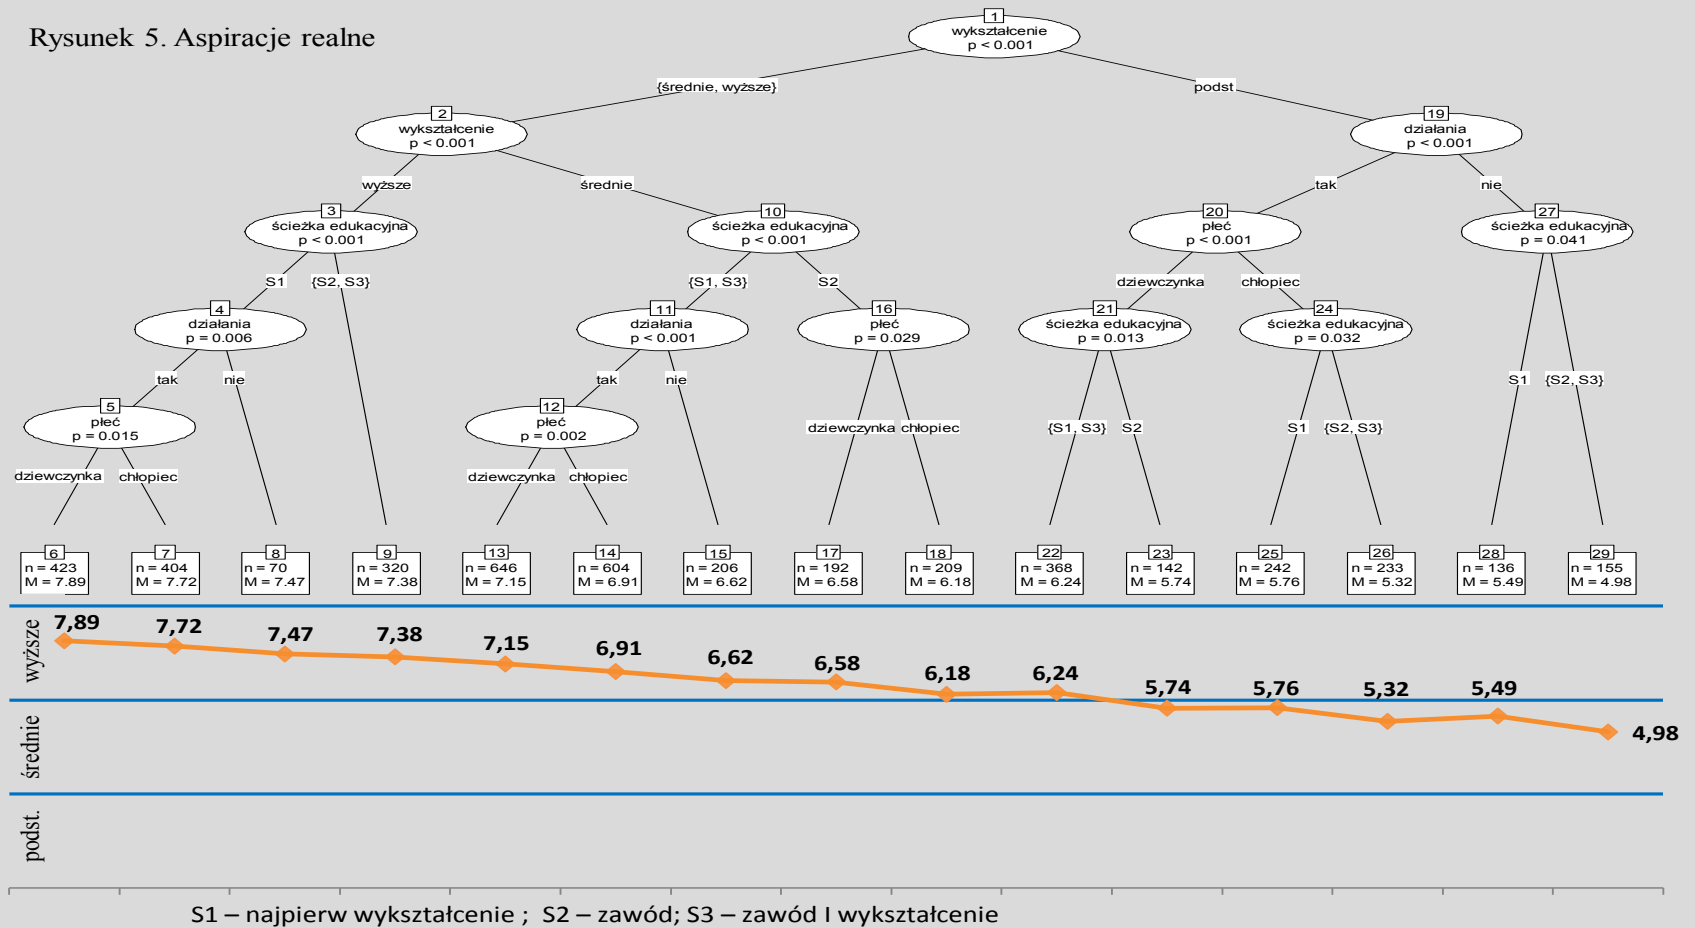 Rysunek 5. Aspiracje realne
1
wykształcenie
p < 0.001
{średnie, wyższe}
podst
2
wykształcenie
p < 0.001
19
działania
p < 0.001
wyższe
średnie
tak
nie
3
ścieżka edukacyjna
p < 0.001
10
ścieżka edukacyjna
p < 0.001
20
płeć
p < 0.001
27
ścieżka edukacyjna
p = 0.041
S1
{S2, S3}
{S1, S3}
S2
dziewczynka
chłopiec
4
działania
p = 0.006
11
działania
p < 0.001
16
płeć
p = 0.029
21
ścieżka edukacyjna
p = 0.013
24
ścieżka edukacyjna
p = 0.032
tak
nie
tak
nie
S1
{S2, S3}
5
płeć
p = 0.015
12
płeć
p = 0.002
dziewczynka
chłopiec
{S1, S3}
S2
S1
{S2, S3}
dziewczynka
chłopiec
dziewczynka
chłopiec
6
n = 423
M = 7.89
7
n = 404
M = 7.72
8
n = 70
M = 7.47
9
n = 320
M = 7.38
13
n = 646
M = 7.15
14
n = 604
M = 6.91
15
n = 206
M = 6.62
17
n = 192
M = 6.58
18
n = 209
M = 6.18
22
n = 368
M = 6.24
23
n = 142
M = 5.74
25
n = 242
M = 5.76
26
n = 233
M = 5.32
28
n = 136
M = 5.49
29
n = 155
M = 4.98
wyższe
7,89
7,72
7,47
7,38
7,15
6,91
6,62
6,58
6,18
6,24
5,74
5,76
5,32
5,49
4,98
średnie
podst.
S1 – najpierw wykształcenie ; S2 – zawód; S3 – zawód I wykształcenie